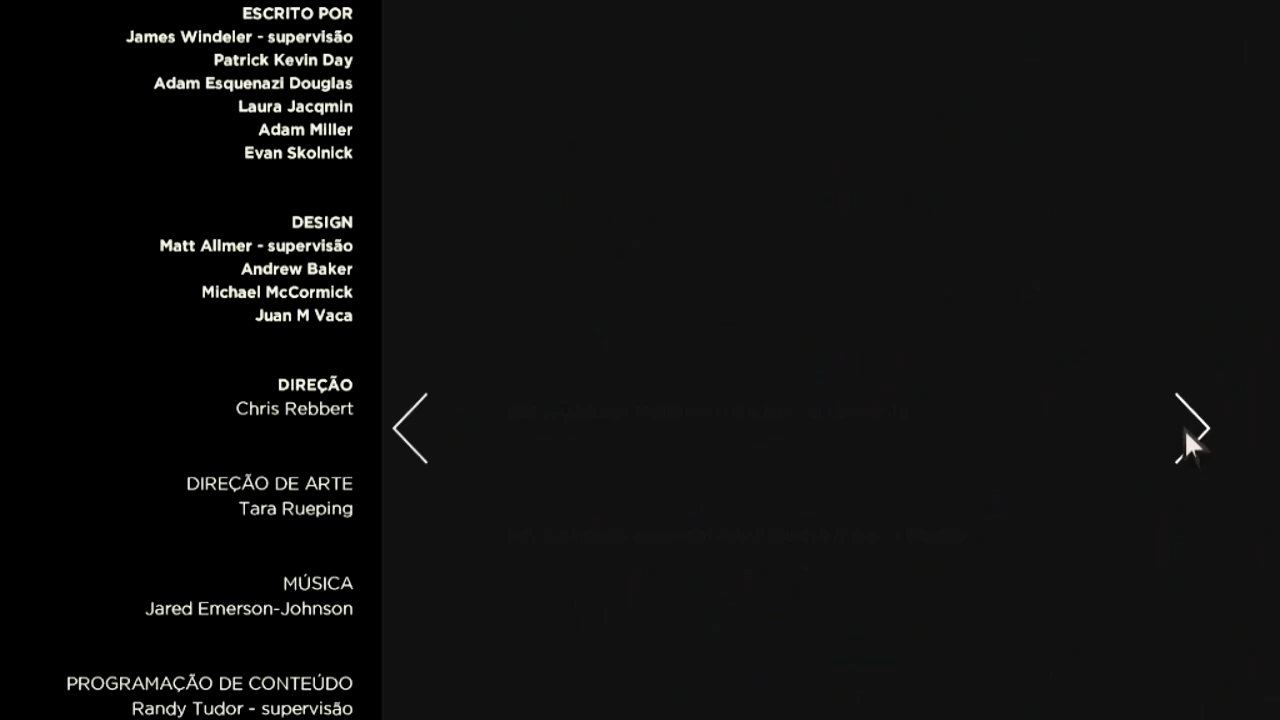 ESCRITO POR
James Windeler - supervisão
Patrick Kevin Day
Adam Esquenazi Douglas
Laura Jacqmin
Adam Miller
Evan Skolnick
DESIGN
Matt Allmer - supervisão
Andrew Baker
Michael McCormick
Juan M Vaca
DIREÇÃO
Chris Rebbert
DIREÇÃO DE ARTE
Tara Rueping
MÚSICA
Jared Emerson-Johnson
PROGRAMAÇÃO DE CONTEÚDO
Randy Tudor - supervisão